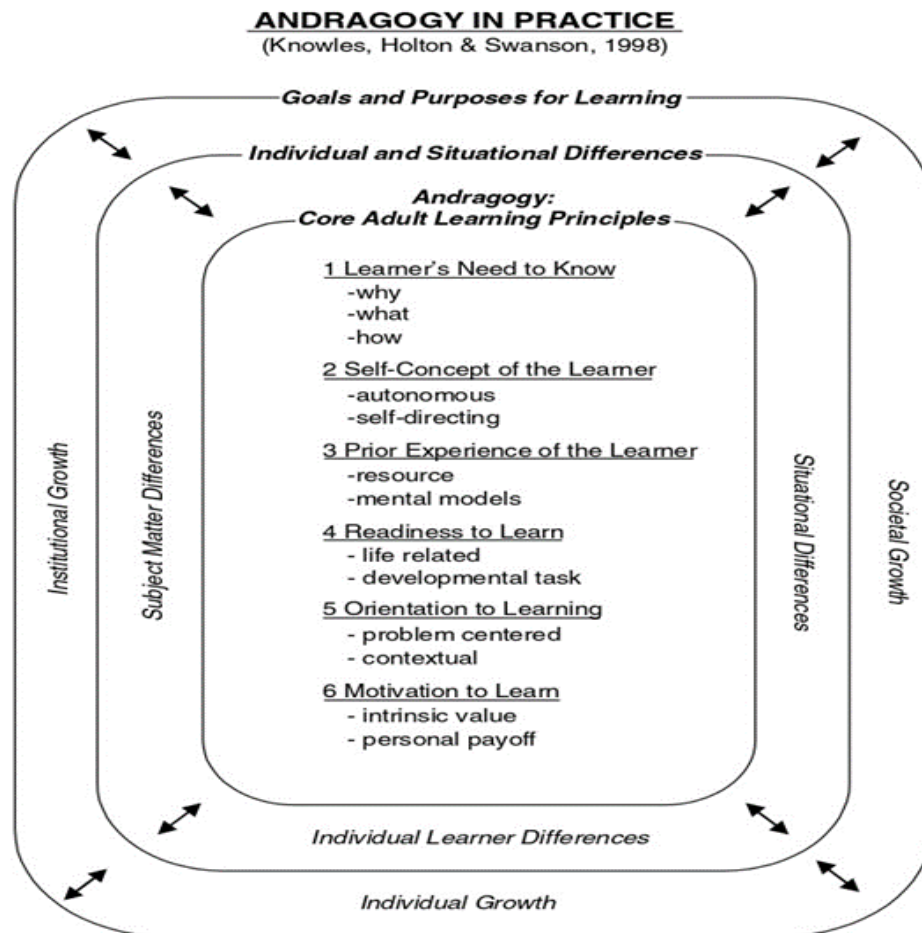 ANDRAGOGY IN PRACTICE
(Knowles, Holton & Swanson, 1998)
Goals and Purposes for Learning
Individual and Situational Differences
Andragogy:
Core Adult Learning Principles
1 Learner's Need to Know
-why
-what
-how
2 Self-Concept of the Learner
-autonomous
-self-directing
3 Prior Experience of the Learner
-resource
-mental models
4 Readiness to Learn
- life related
- developmental task
5 Orientation to Learning
- problem centered
- contextual
6 Motivation to Learn
- intrinsic value
- personal payoff
Institutional Growth
Subject Matter Differences
Situational Differences
Societal Growth
Individual Learner Differences
Individual Growth